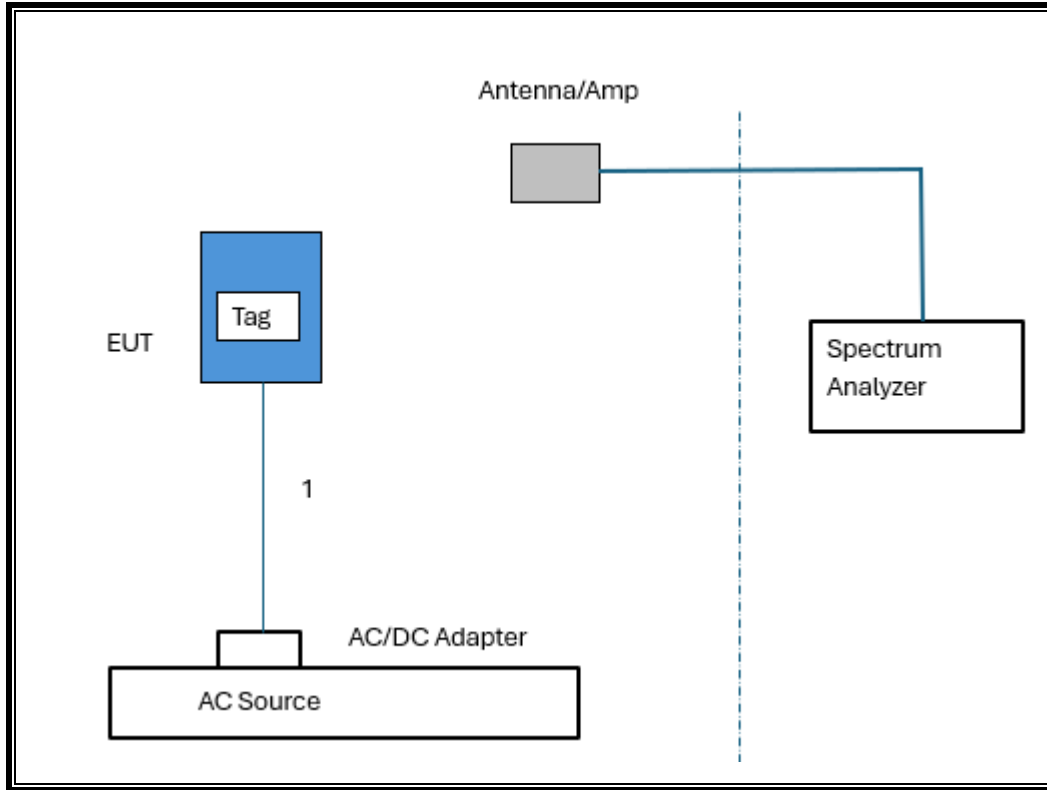 Antenna/Amp
Tag
EUT
Spectrum
Analyzer
1
AC/DC Adapter
AC Source